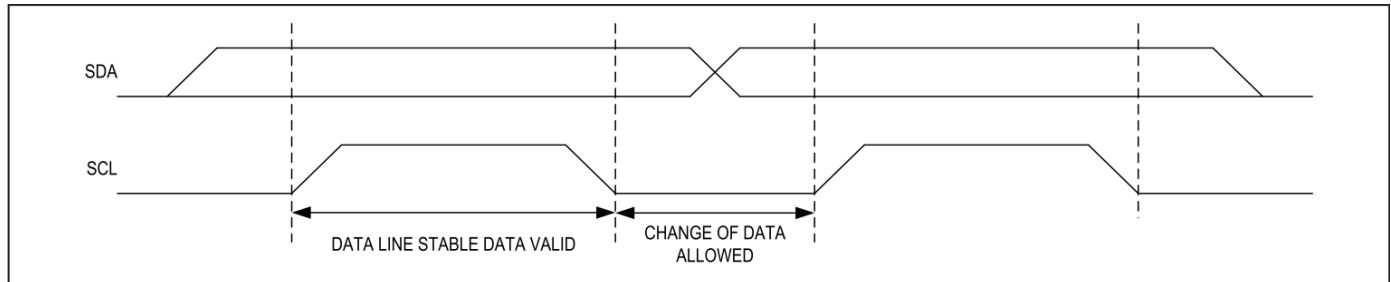 SDA
SCL
DATA LINE STABLE DATA VALID
CHANGE OF DATA
ALLOWED